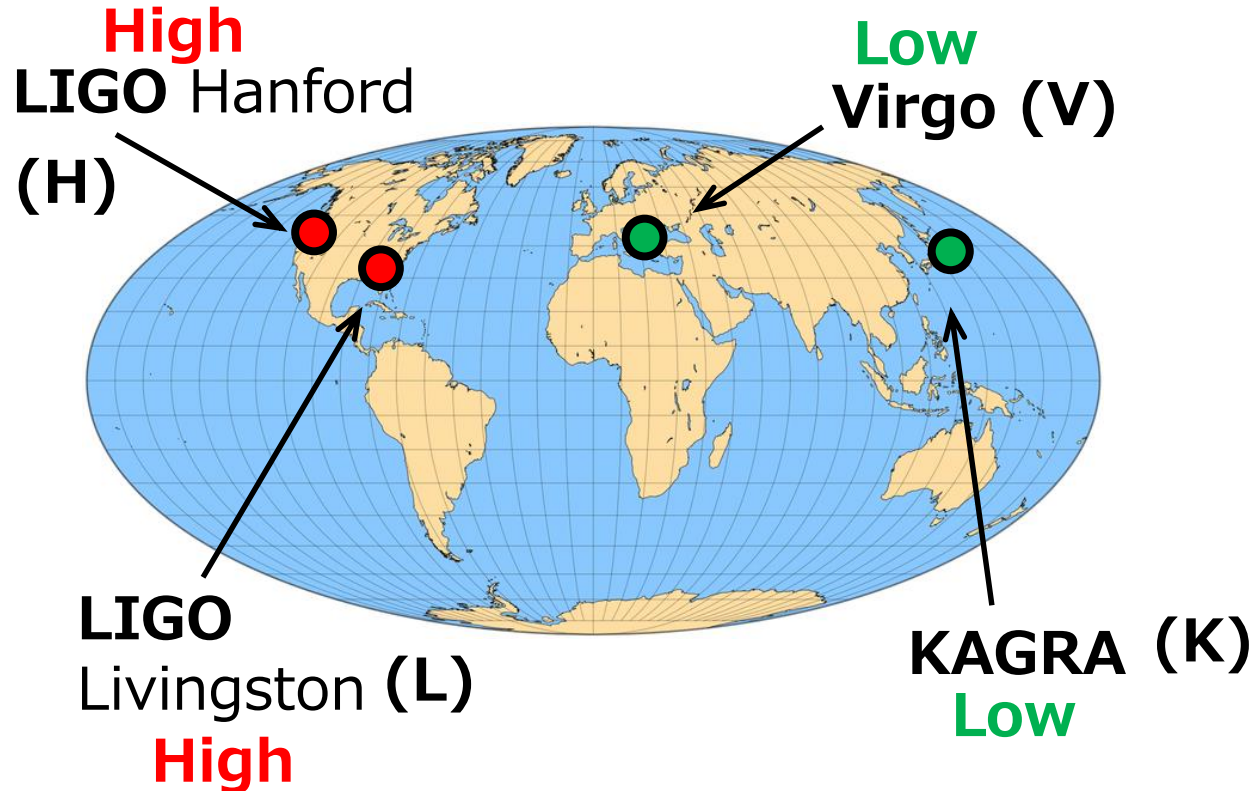 High
LIGO Hanford
(H)
Low
Virgo (V)
LIGO
Livingston (L)
High
KAGRA (K)
Low